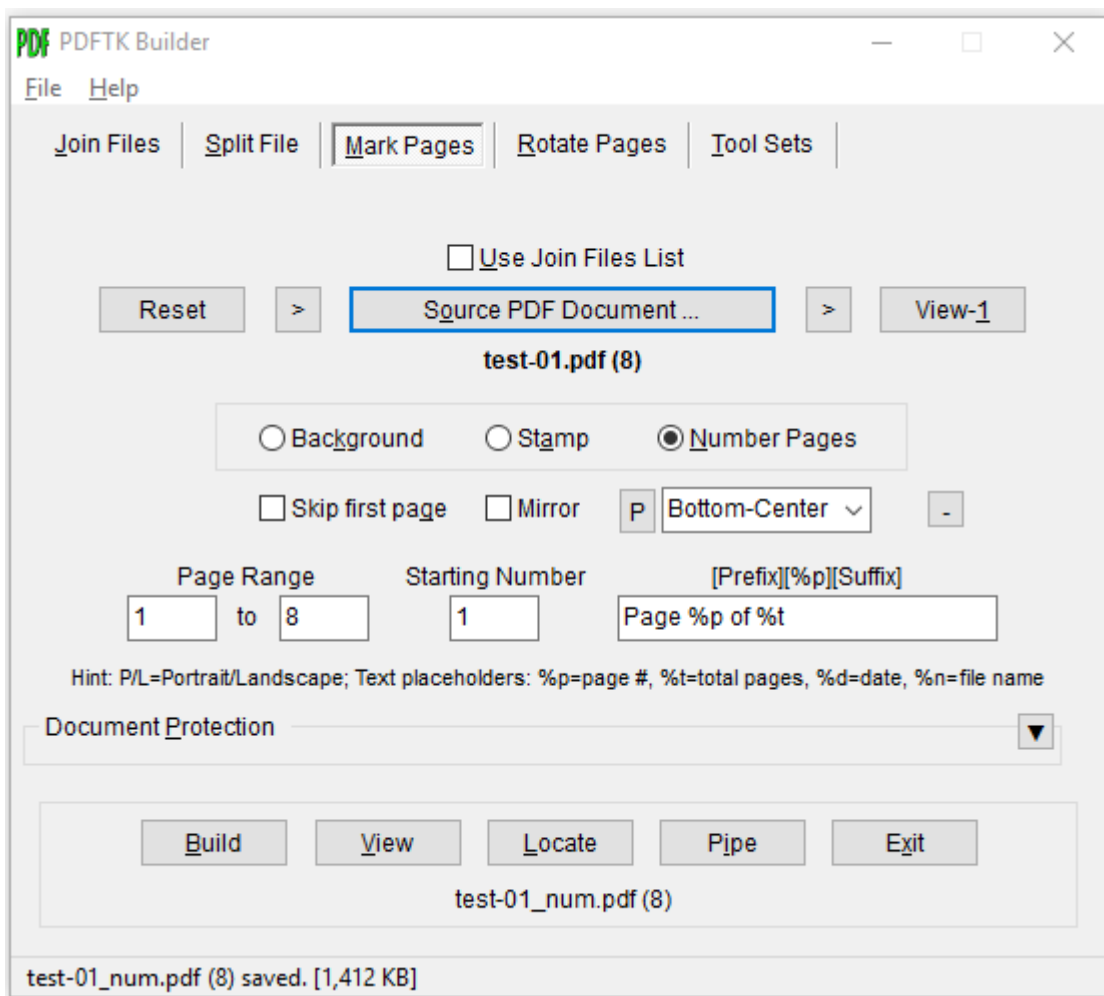 PDF PDFTK Builder
File Help
Join Files Split File Mark Pages Rotate Pages Tool Sets
Use Join Files List
Reset > Source PDF Document ... > View-1
test-01.pdf (8)
Background Stamp Number Pages
Skip first page Mirror P Bottom-Center -
Page Range Starting Number [Prefix][%p][Suffix]
1 to 8 1 Page %p of %t
Hint: P/L=Portrait/Landscape; Text placeholders: %p=page #, %t=total pages, %d=date, %n=file name
Document Protection ▼
Build View Locate Pipe Exit
test-01_num.pdf (8)
test-01_num.pdf (8) saved. [1,412 KB]